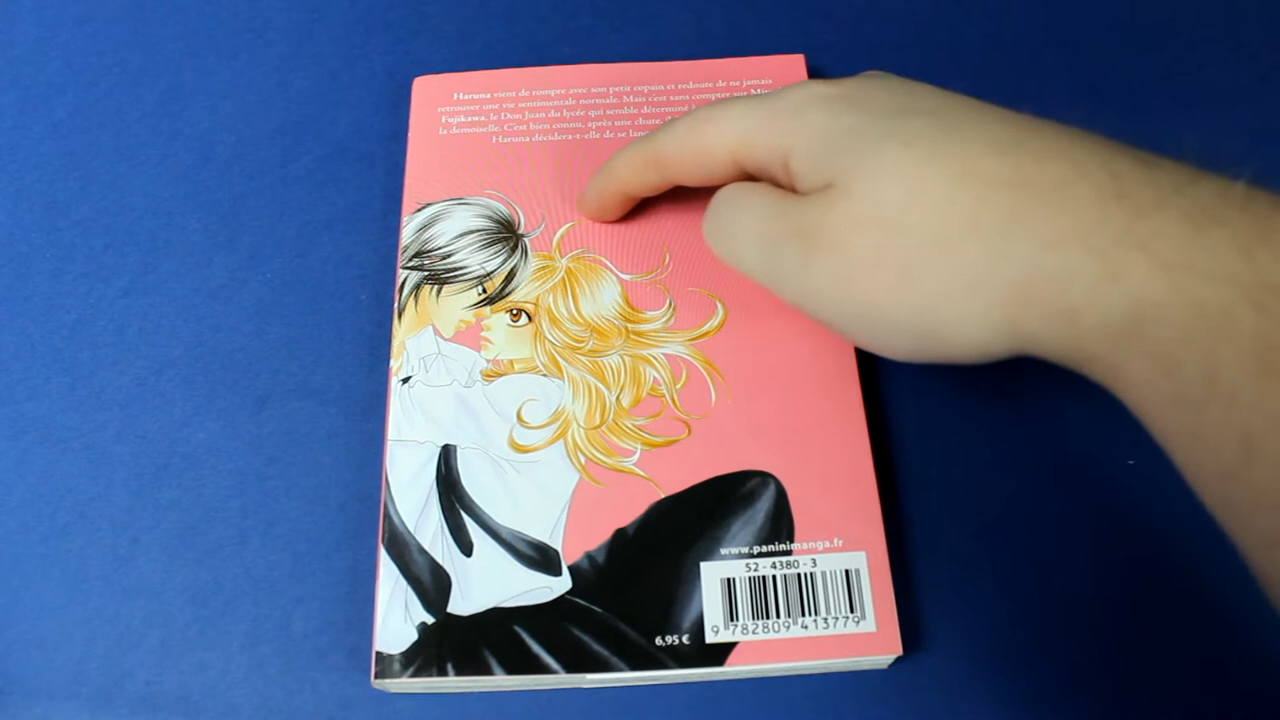 Haruna vient de rompre avec son petit copain et redoute de ne jamais
retrouver une vie sentimentale normale. Mais c'est sans compter sur
Fujikawa, le Don Juan du lycée qui semble déterminé
la demoiselle. C'est bien connu, après une chute,
Haruna décidera-t-elle de se
www.paninimanga.fr
52 - 4380 - 3
9 782809 413779
6,95 €